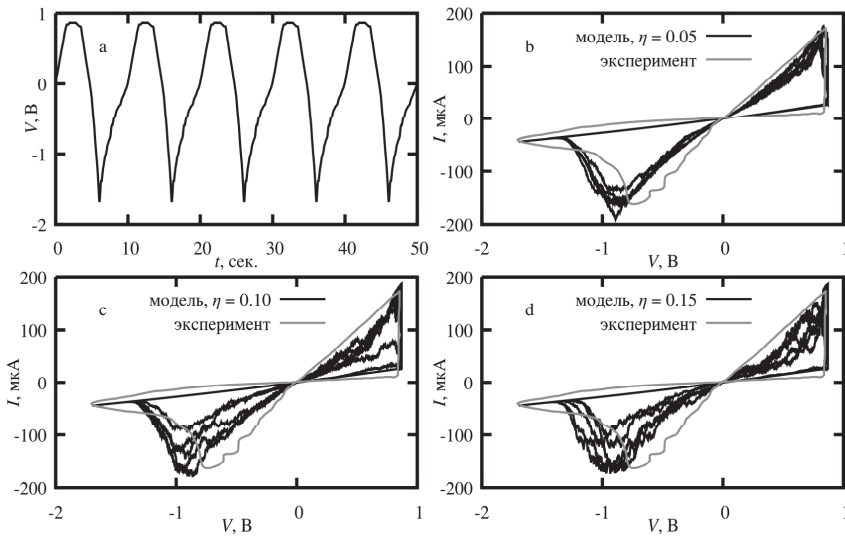 a
1
0
-1
-2
V, В
0
10
20
30
40
50
t, сек.
b
модель, η = 0.05
эксперимент
200
100
0
-100
-200
I, мкА
-2
-1
0
1
V, В
c
модель, η = 0.10
эксперимент
200
100
0
-100
-200
I, мкА
-2
-1
0
1
V, В
d
модель, η = 0.15
эксперимент
200
100
0
-100
-200
I, мкА
-2
-1
0
1
V, В